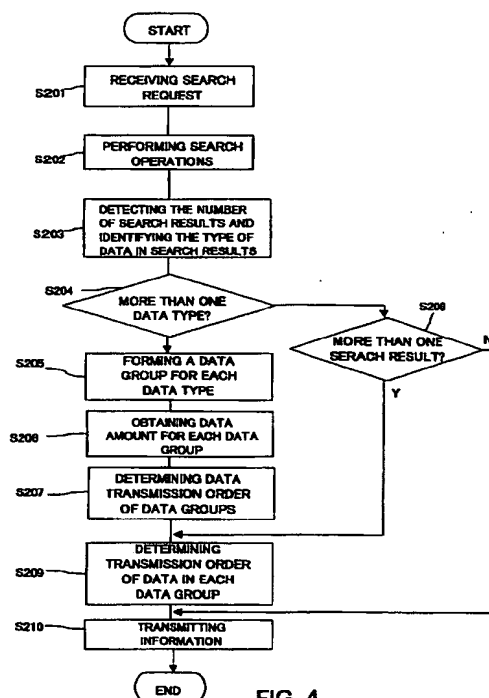 START
S201
RECEIVING SEARCH
REQUEST
S202
PERFORMING SEARCH
OPERATIONS
S203
DETECTING THE NUMBER
OF SEARCH RESULTS AND
IDENTIFYING THE TYPE OF
DATA IN SEARCH RESULTS
S204
MORE THAN ONE
DATA TYPE?
S208
MORE THAN ONE
SERACH RESULT?
N
Y
S205
FORMING A DATA
GROUP FOR EACH
DATA TYPE
S206
OBTAINING DATA
AMOUNT FOR EACH DATA
GROUP
S207
DETERMINING DATA
TRANSMISSION ORDER
OF DATA GROUPS
S209
DETERMINING
TRANSMISSION ORDER
OF DATA IN EACH
DATA GROUP
S210
TRANSMITTING
INFORMATION
END
FIG. 4